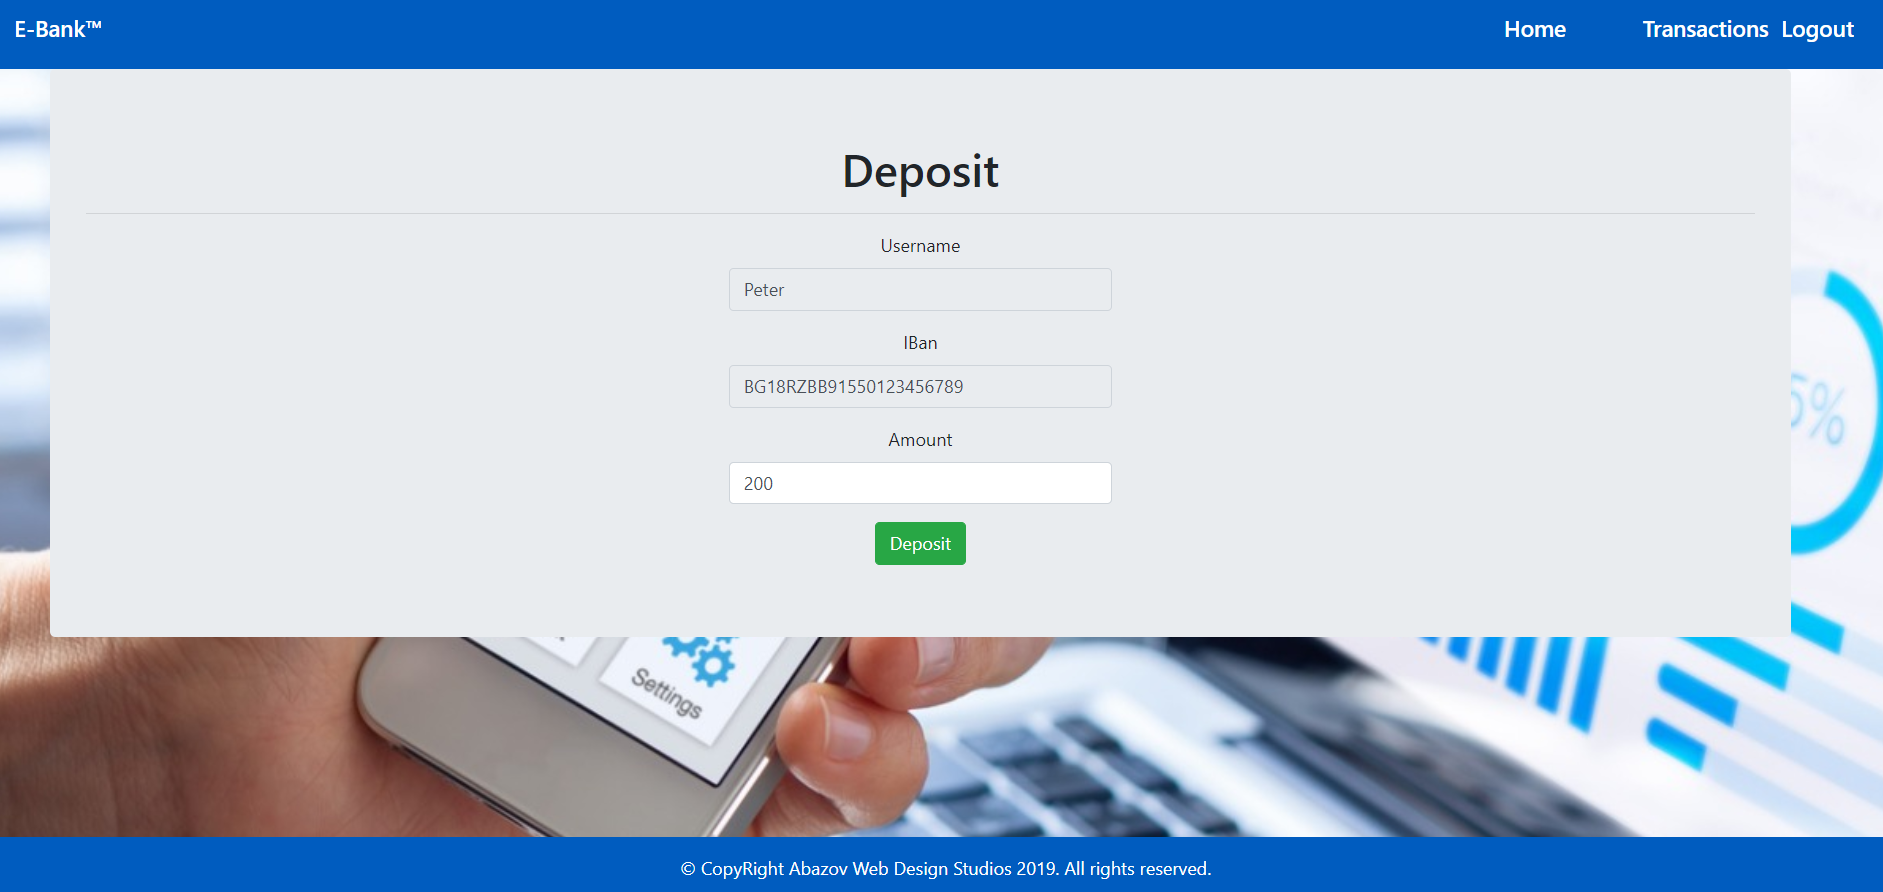 E-Bank™
Home Transactions Logout
Deposit
Username
Peter
IBan
BG18RZBB91550123456789
Amount
200
Deposit
5%
Settings
© CopyRight Abazov Web Design Studios 2019. All rights reserved.